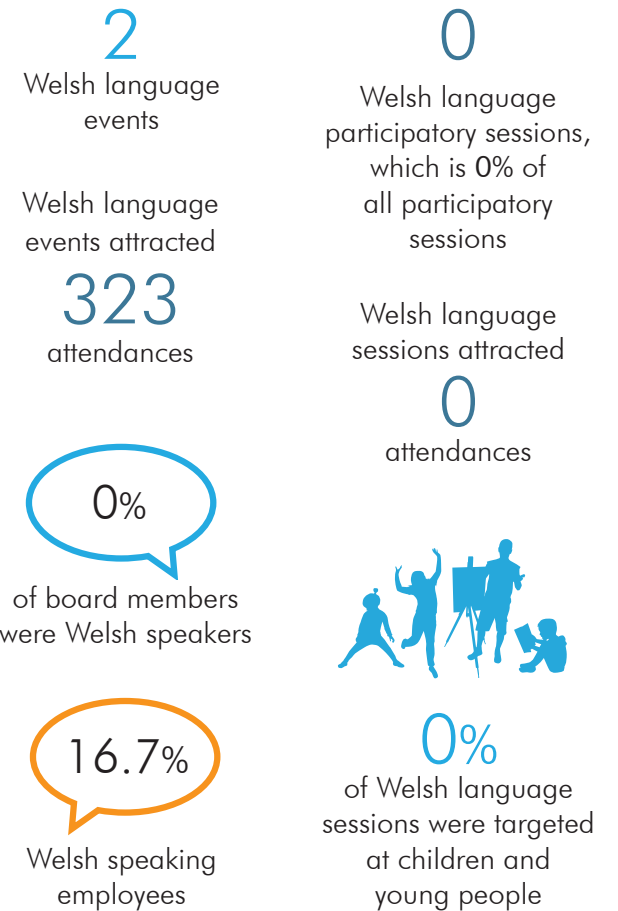 2
Welsh language
events
Welsh language
events attracted
323
attendances
0%
of board members
were Welsh speakers
16.7%
Welsh speaking
employees
0
Welsh language
participatory sessions,
which is 0% of
all participatory
sessions
Welsh language
sessions attracted
0
attendances
0%
of Welsh language
sessions were targeted
at children and
young people